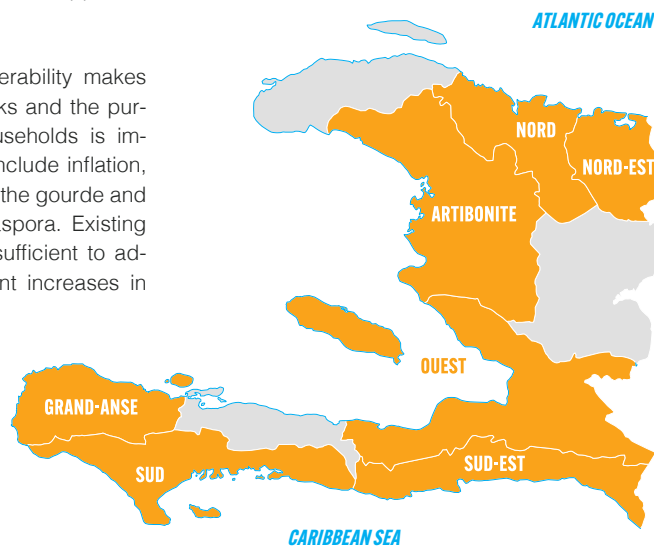 erability makes
ks and the pur-
useholds is im-
nclude inflation,
the gourde and
aspora. Existing
sufficient to ad-
nt increases in
ATLANTIC OCEAN
NORD
NORD-EST
ARTIBONITE
OUEST
GRAND-ANSE
SUD
SUD-EST
CARIBBEAN SEA